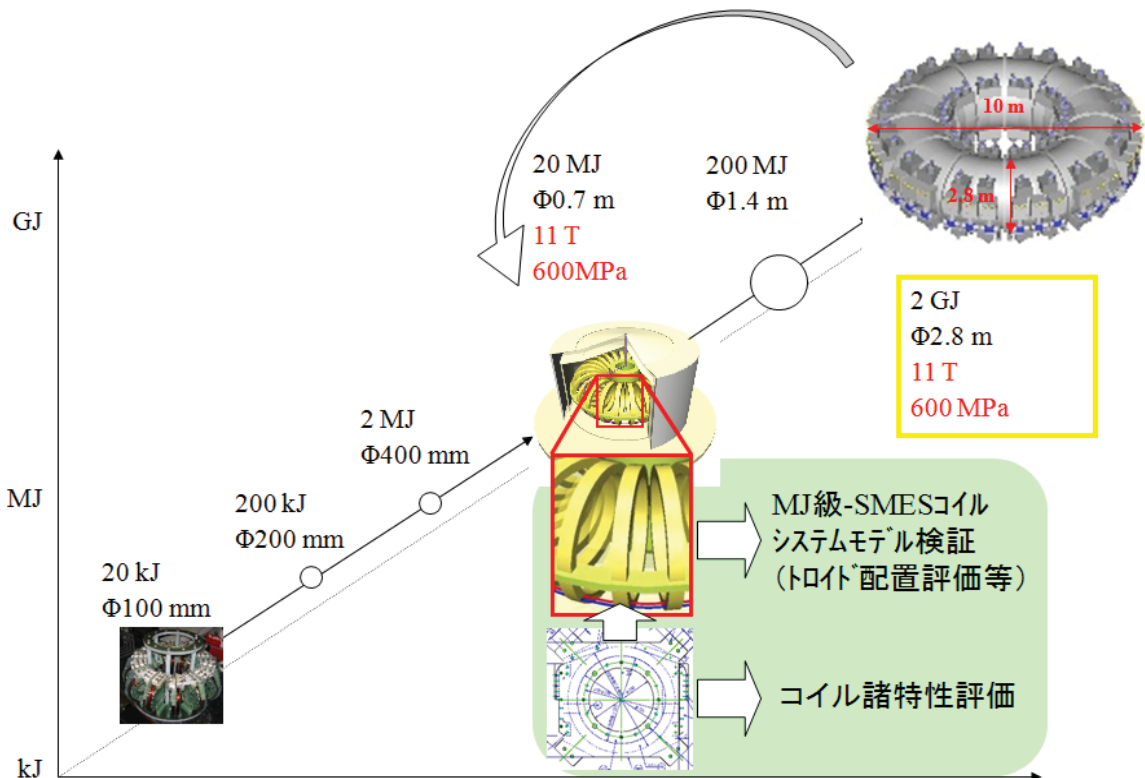 GJ
MJ
kJ
20 kJ
Φ100 mm
200 kJ
Φ200 mm
2 MJ
Φ400 mm
20 MJ
Φ0.7 m
11 T
600MPa
200 MJ
Φ1.4 m
10 m
2.8 m
2 GJ
Φ2.8 m
11 T
600 MPa
MJ級-SMESコイル
システムモデル検証
（トロイド配置評価等）
コイル諸特性評価